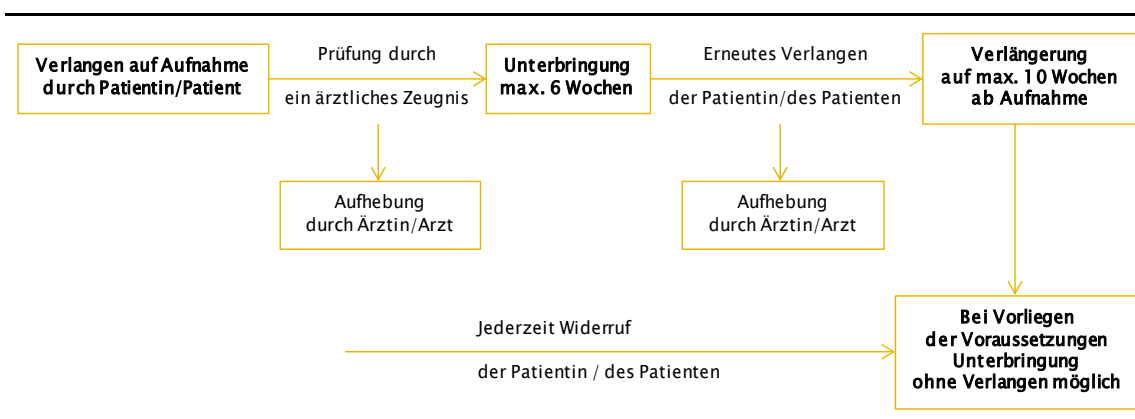 Verlangen auf Aufnahme
durch Patientin/Patient
Prüfung durch
ein ärztliches Zeugnis
Unterbringung
max. 6 Wochen
Erneutes Verlangen
der Patientin/des Patienten
Verlängerung
auf max. 10 Wochen
ab Aufnahme
Aufhebung
durch Ärztin/Arzt
Aufhebung
durch Ärztin/Arzt
Jederzeit Widerruf
der Patientin / des Patienten
Bei Vorliegen
der Voraussetzungen
Unterbringung
ohne Verlangen möglich